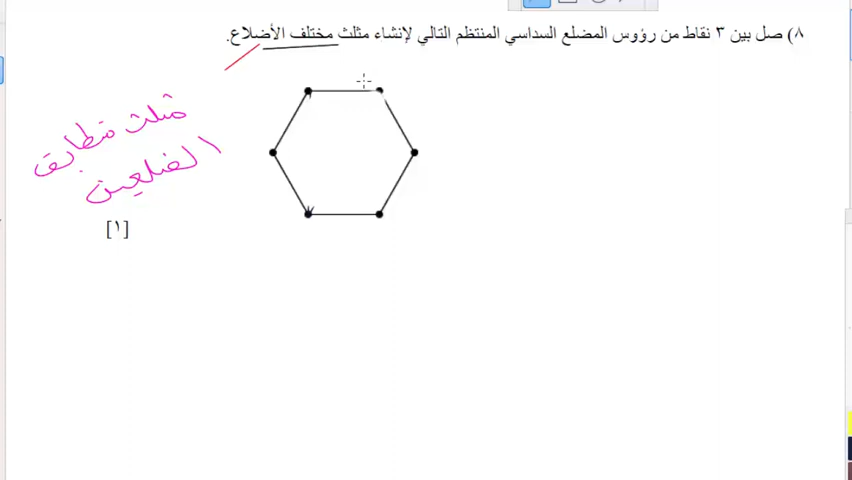 ٨) صل بين ٣ نقاط من رؤوس المضلع السداسي المنتظم التالي لإنشاء مثلث مختلف الأضلاع.
مثلث متطابق
الضلعين
[١]